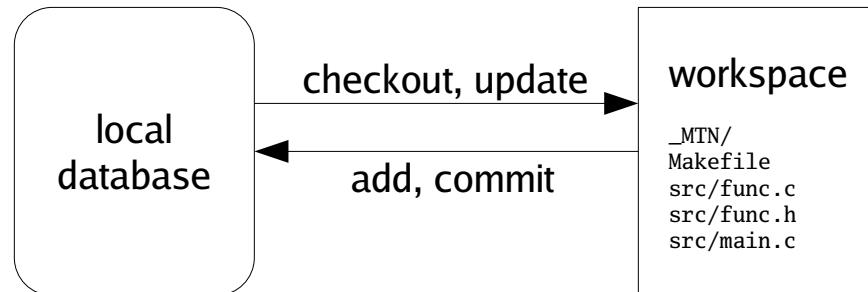 local
database
checkout, update
add, commit
workspace
_MTN/
Makefile
src/func.c
src/func.h
src/main.c